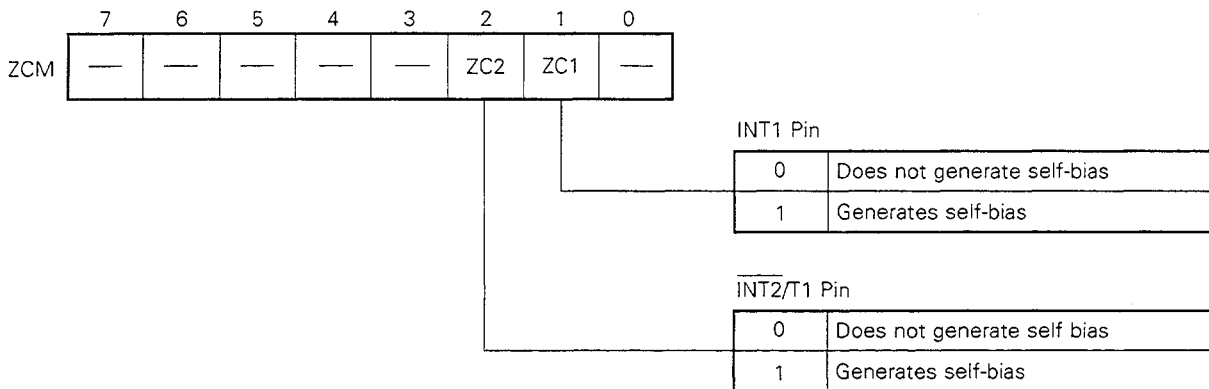 7 6 5 4 3 2 1 0
ZCM — — — — — ZC2 ZC1 —
INT1 Pin
0 Does not generate self-bias
1 Generates self-bias
INT2/T1 Pin
0 Does not generate self bias
1 Generates self-bias